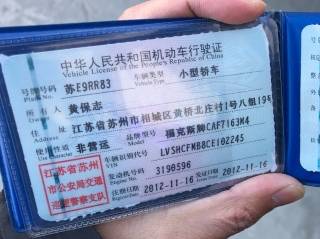 中华人民共和国机动车行驶证
Vehicle License of the People's Republic of China
号牌号码 苏E9RR83 车辆类型 小型轿车
Plate No. Vehicle Type
所有人 黄保志
Owner
住址 江苏省苏州市相城区黄桥北庄村1号八组19号
Address
使用性质 非营运 品牌型号 福克斯牌CAF7163M4
Use Character Model
车辆识别代号 LVSHCFMB8CE102245
VIN
江苏省苏州市公安局交通巡逻警察支队
发动机号码 3190596
Engine No.
注册日期 2012-11-16 发证日期 2012-11-16
Register Date Issue Date